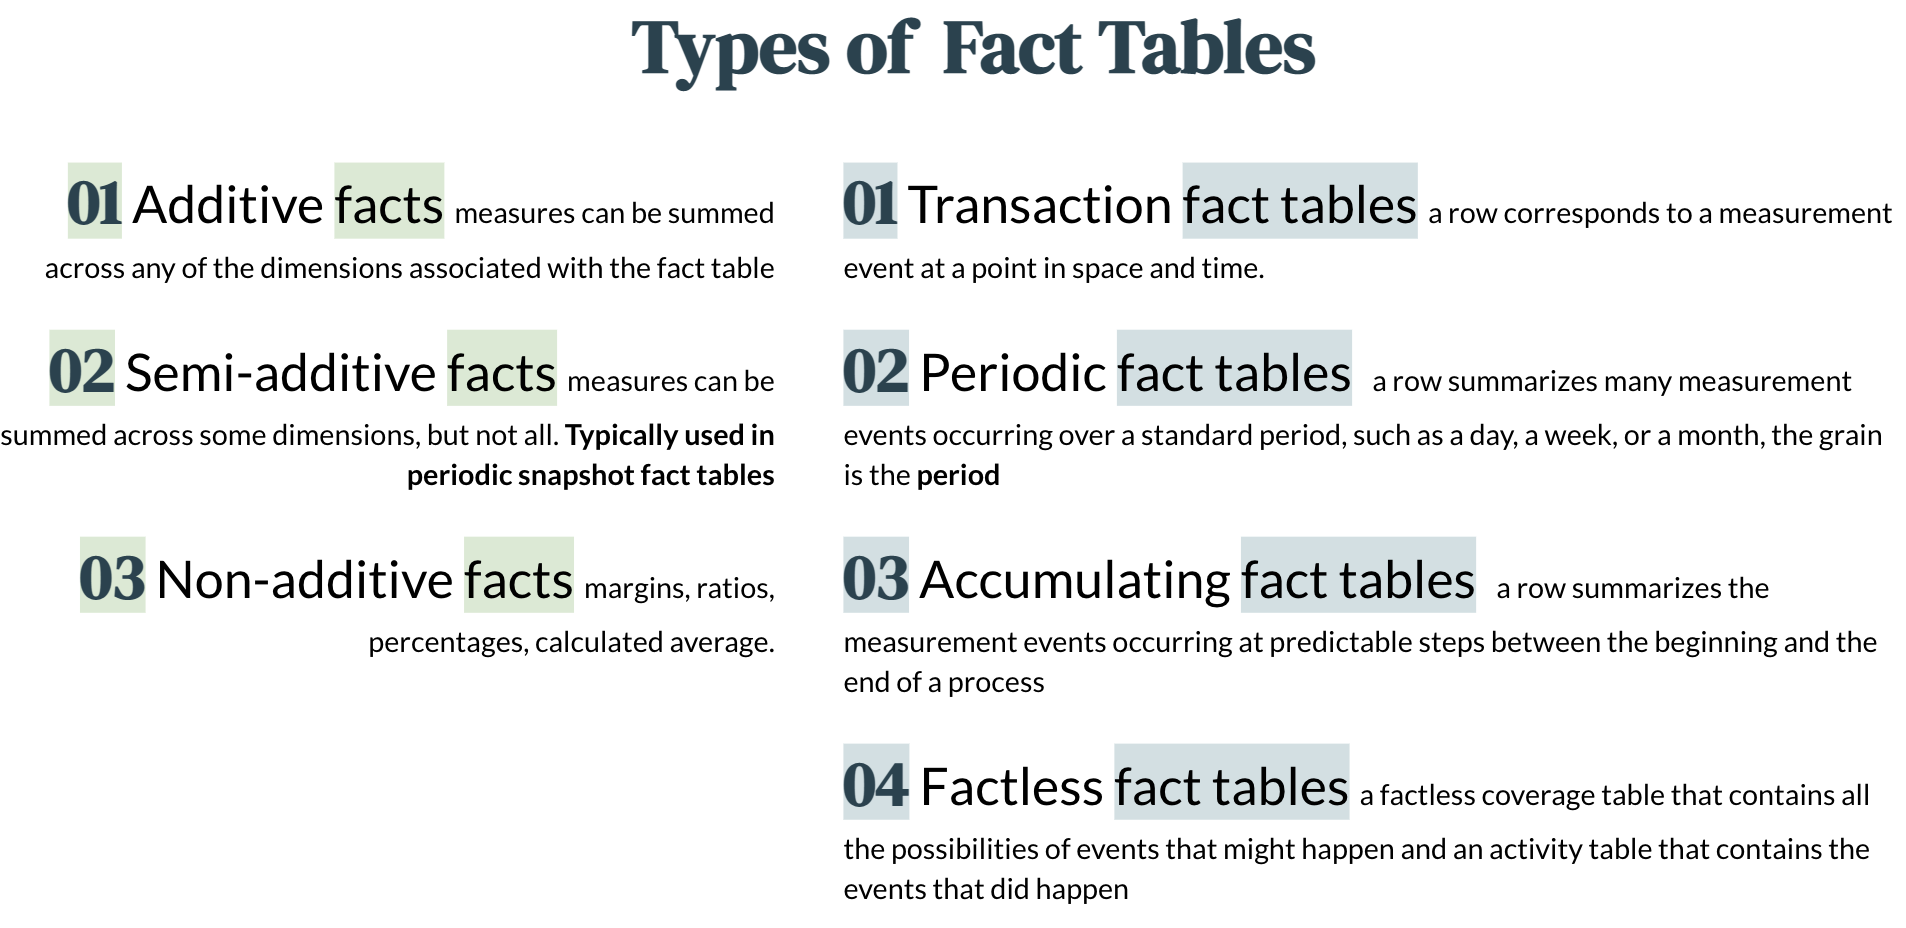 Types of Fact Tables
01 Additive facts measures can be summed
across any of the dimensions associated with the fact table
02 Semi-additive facts measures can be
summed across some dimensions, but not all. Typically used in
periodic snapshot fact tables
03 Non-additive facts margins, ratios,
percentages, calculated average.
01 Transaction fact tables a row corresponds to a measurement
event at a point in space and time.
02 Periodic fact tables a row summarizes many measurement
events occurring over a standard period, such as a day, a week, or a month, the grain
is the period
03 Accumulating fact tables a row summarizes the
measurement events occurring at predictable steps between the beginning and the
end of a process
04 Factless fact tables a factless coverage table that contains all
the possibilities of events that might happen and an activity table that contains the
events that did happen